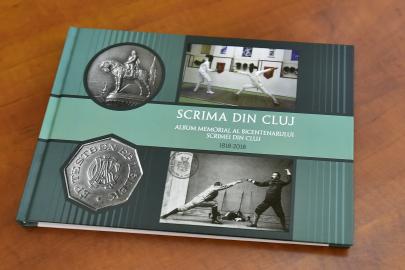 SCRIMA DIN CLUJ
ALBUM MEMORIAL AL BICENTENARULUI
SCRIMEI DIN CLUJ
1818-2018